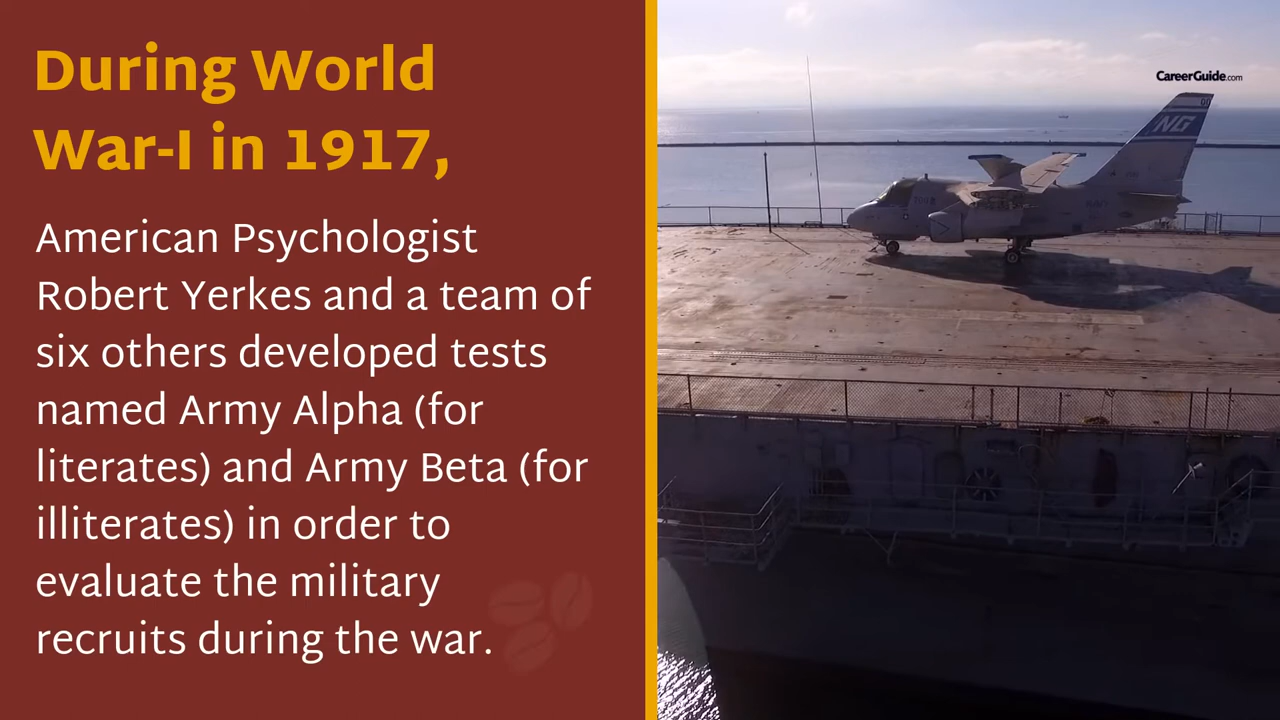 During World
War-I in 1917,
American Psychologist
Robert Yerkes and a team of
six others developed tests
named Army Alpha (for
literates) and Army Beta (for
illiterates) in order to
evaluate the military
recruits during the war.
CareerGuide.com
NG